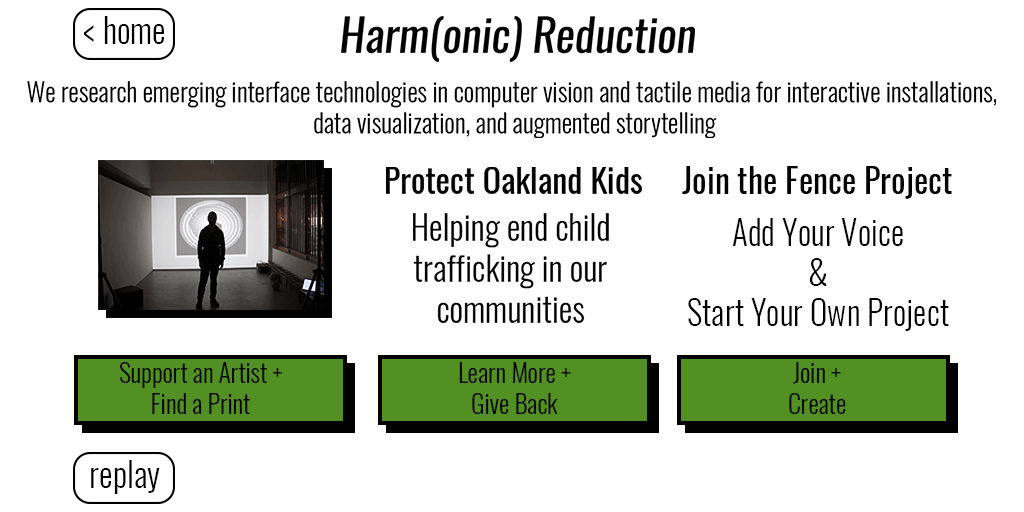 < home
Harm(onic) Reduction
We research emerging interface technologies in computer vision and tactile media for interactive installations,
data visualization, and augmented storytelling
Protect Oakland Kids
Helping end child
trafficking in our
communities
Join the Fence Project
Add Your Voice
&
Start Your Own Project
Support an Artist +
Find a Print
Learn More +
Give Back
Join +
Create
replay